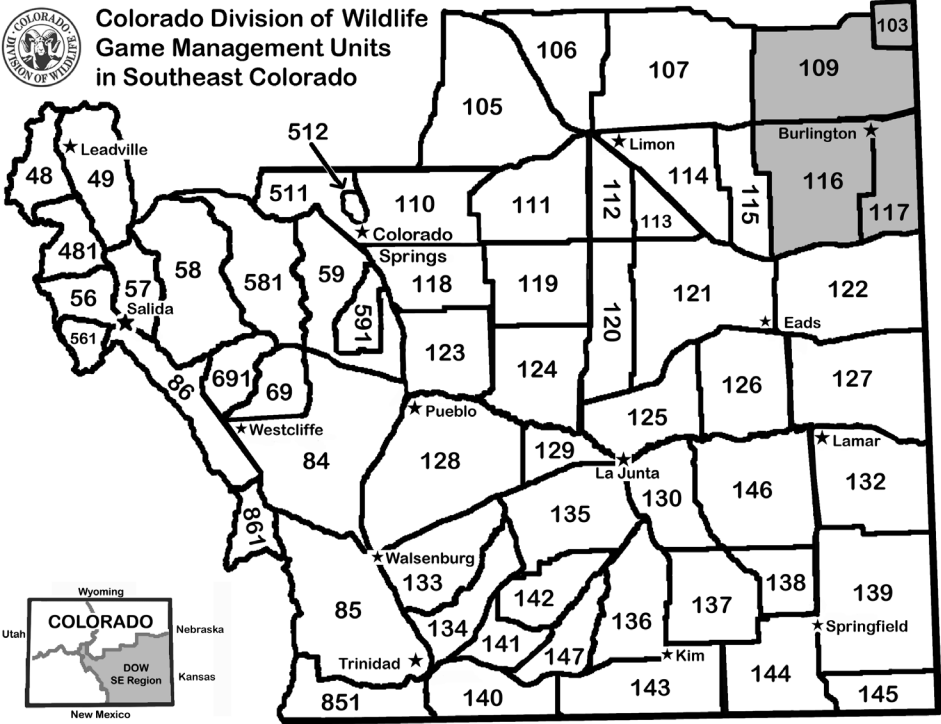 COLORADO
DIVISION OF WILDLIFE
Colorado Division of Wildlife
Game Management Units
in Southeast Colorado
103
106
107
109
105
512
Burlington
Limon
Leadville
48
49
114
116
511
110
111
112
115
117
113
Colorado
Springs
481
58
57
581
59
118
119
121
122
56
Salida
591
120
Eads
561
123
124
126
127
86
691
69
Pueblo
125
Westcliffe
Lamar
84
128
129
La Junta
130
146
132
861
135
Walsenburg
133
142
138
139
137
85
134
141
136
147
Springfield
Trinidad
Kim
851
140
143
144
145
Wyoming
COLORADO
Utah
Nebraska
DOW
SE Region
Kansas
New Mexico